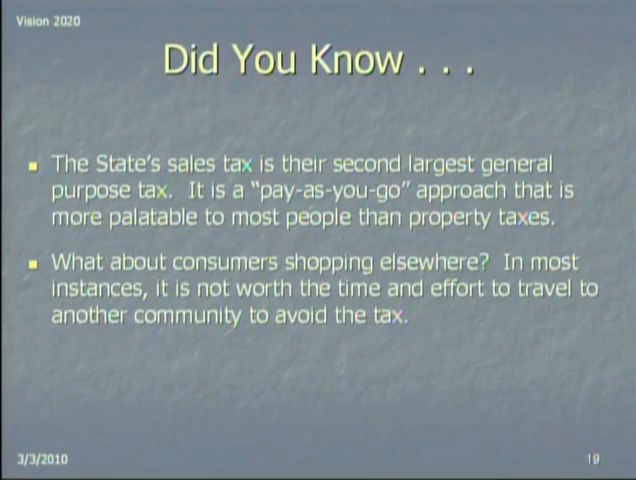 Vision 2020
Did You Know . . .
The State's sales tax is their second largest general
purpose tax.  It is a "pay-as-you-go" approach that is
more palatable to most people than property taxes.
What about consumers shopping elsewhere?  In most
instances, it is not worth the time and effort to travel to
another community to avoid the tax.
3/3/2010
19